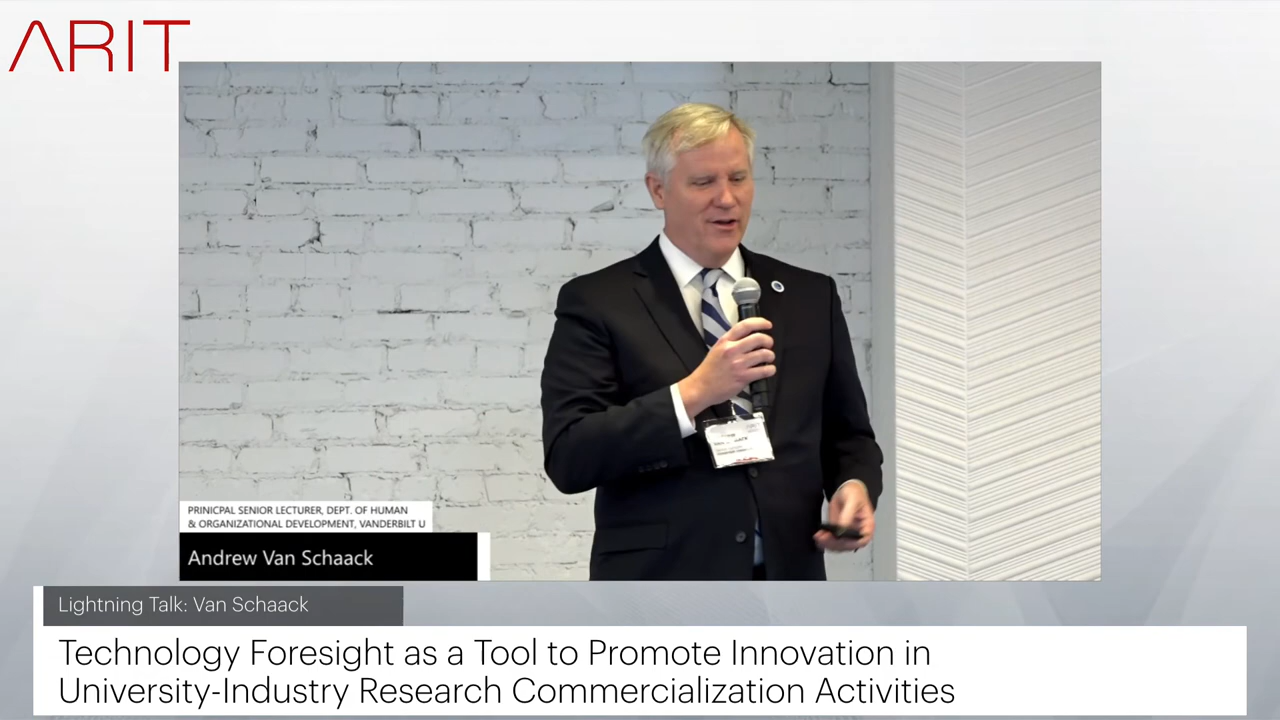 ARIT
PRINICPAL SENIOR LECTURER, DEPT. OF HUMAN
& ORGANIZATIONAL DEVELOPMENT, VANDERBILT U
Andrew Van Schaack
Lightning Talk: Van Schaack
Technology Foresight as a Tool to Promote Innovation in
University-Industry Research Commercialization Activities